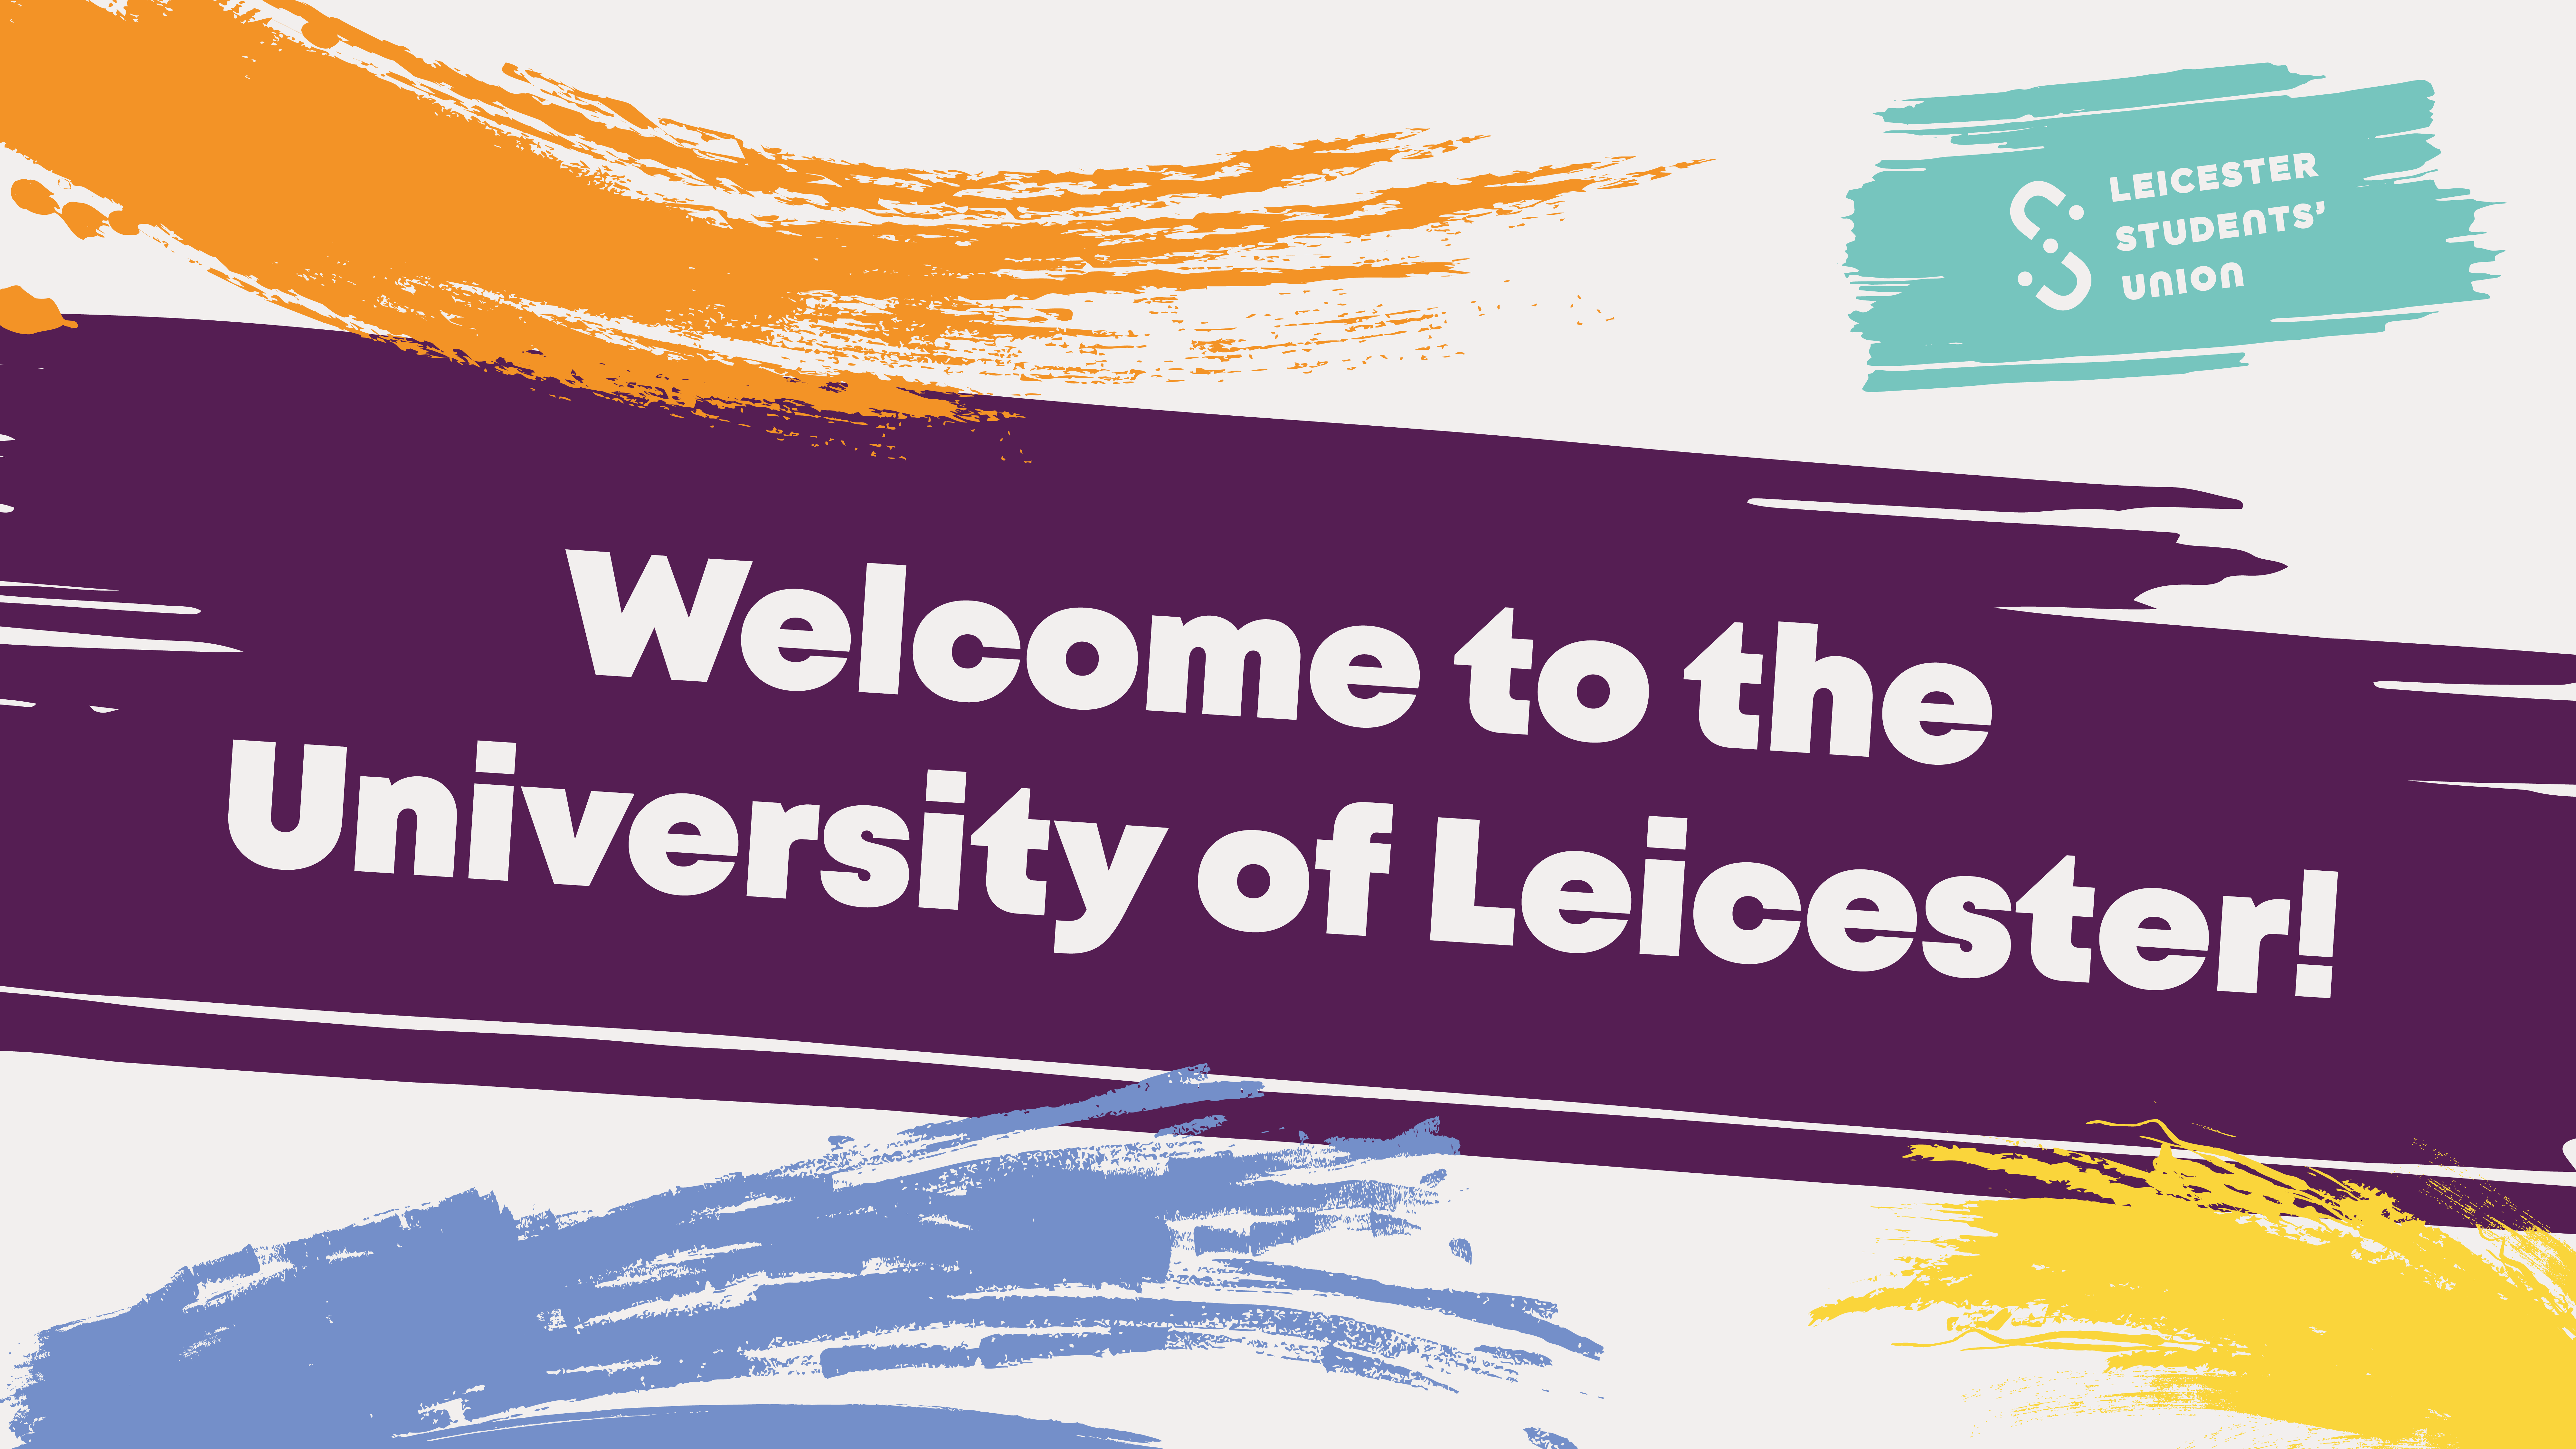 LEICESTER
STUDENTS'
UNION
Welcome to the
University of Leicester!